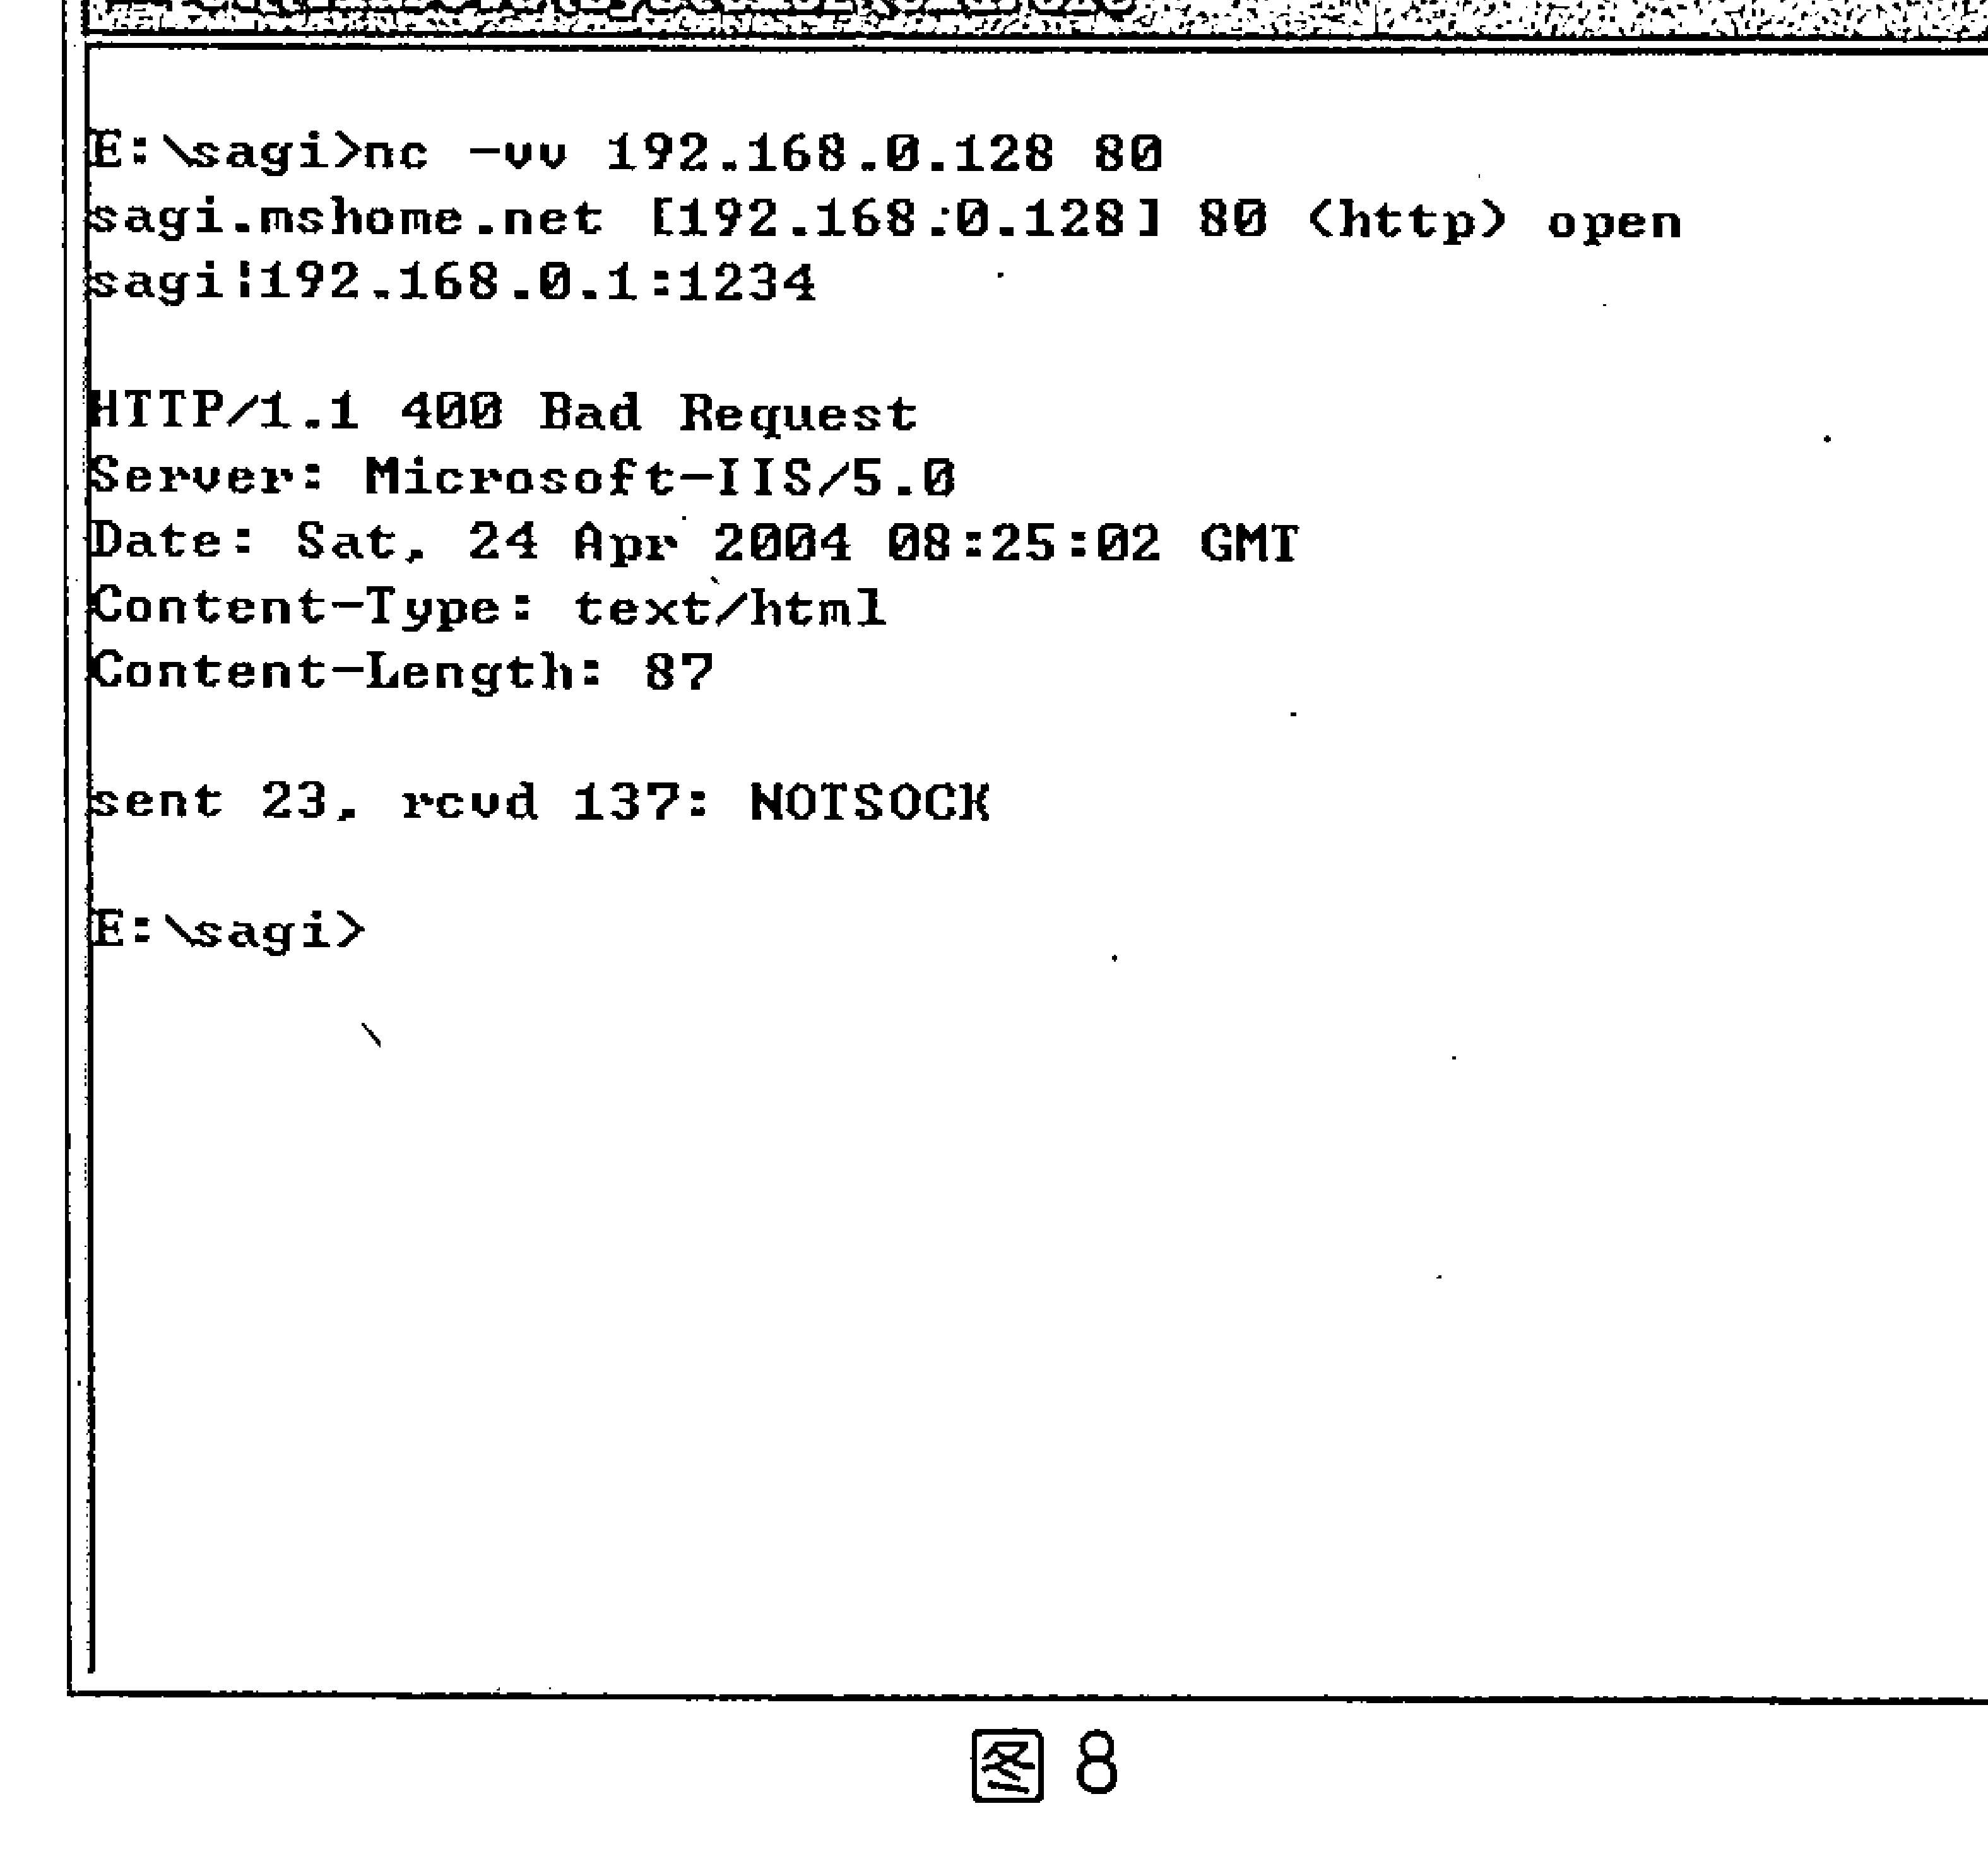 E:\sagi>nc -vv 192.168.0.128 80
sagi.mshome.net [192.168.0.128] 80 (http) open
sagi|192.168.0.1:1234
HTTP/1.1 400 Bad Request
Server: Microsoft-IIS/5.0
Date: Sat, 24 Apr 2004 08:25:02 GMT
Content-Type: text/html
Content-Length: 87
sent 23, rcvd 137: NOTSOCK
E:\sagi>
图 8